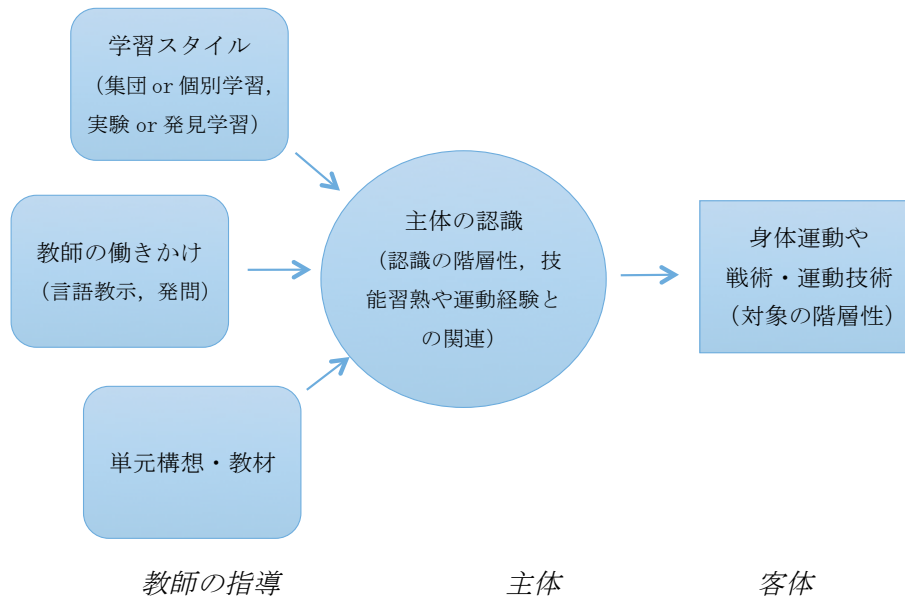 学習スタイル
（集団 or 個別学習，
実験 or 発見学習）
教師の働きかけ
（言語教示，発問）
単元構想・教材
主体の認識
（認識の階層性，技
能習熟や運動経験と
の関連）
身体運動や
戦術・運動技術
（対象の階層性）
教師の指導
主体
客体